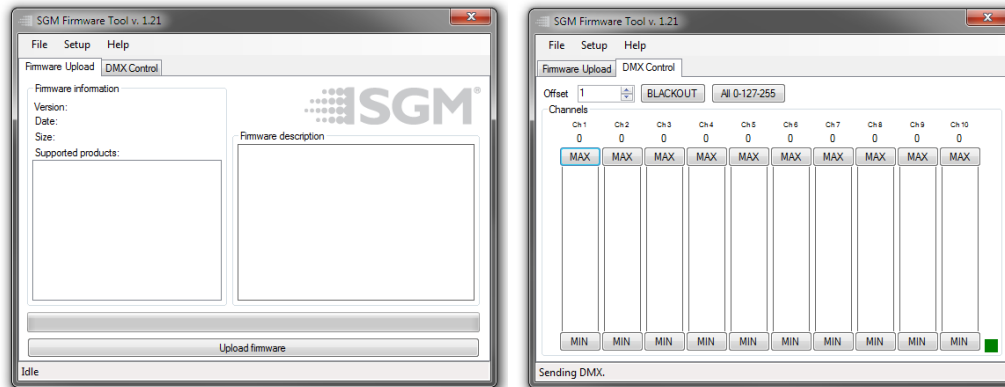 SGM Firmware Tool v. 1.21
File Setup Help
Firmware Upload DMX Control
Firmware information
Version:
Date:
Size:
Supported products:
SGM®
Firmware description
Upload firmware
Idle
SGM Firmware Tool v. 1.21
File Setup Help
Firmware Upload DMX Control
Offset 1 BLACKOUT All 0-127-255
Channels
Ch 1 Ch 2 Ch 3 Ch 4 Ch 5 Ch 6 Ch 7 Ch 8 Ch 9 Ch 10
0 0 0 0 0 0 0 0 0 0
MAX MAX MAX MAX MAX MAX MAX MAX MAX MAX
MIN MIN MIN MIN MIN MIN MIN MIN MIN MIN
Sending DMX.